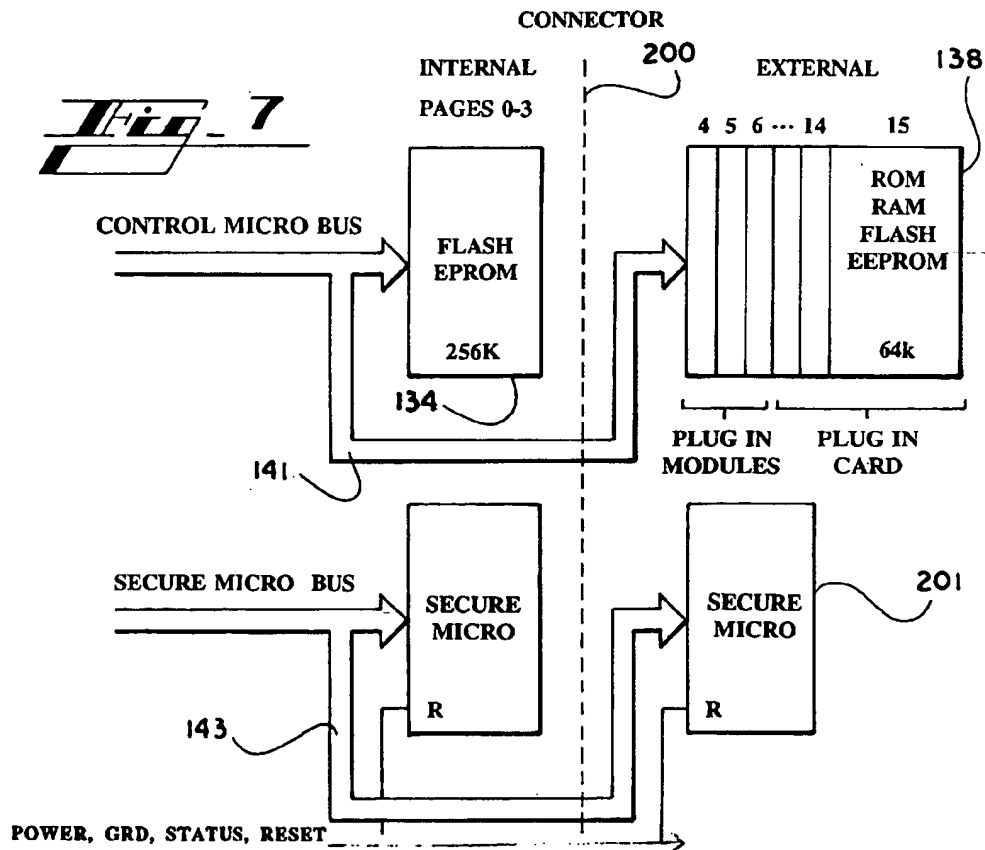 CONNECTOR
Fig. 7
INTERNAL
PAGES 0-3
200
EXTERNAL
138
4 5 6 ... 14 15
CONTROL MICRO BUS
FLASH
EPROM
256K
134
ROM
RAM
FLASH
EEPROM
64k
PLUG IN
MODULES
PLUG IN
CARD
141
SECURE MICRO BUS
SECURE
MICRO
R
SECURE
MICRO
R
201
143
POWER, GRD, STATUS, RESET